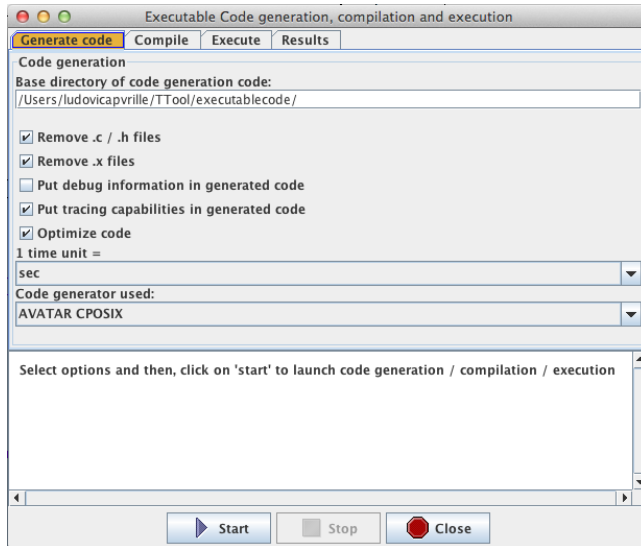 Executable Code generation, compilation and execution
Generate code Compile Execute Results
Code generation
Base directory of code generation code:
/Users/ludovicapvrille/TTool/executablecode/
Remove .c / .h files
Remove .x files
Put debug information in generated code
Put tracing capabilities in generated code
Optimize code
1 time unit =
sec
Code generator used:
AVATAR CPOSIX
Select options and then, click on 'start' to launch code generation / compilation / execution
Start Stop Close